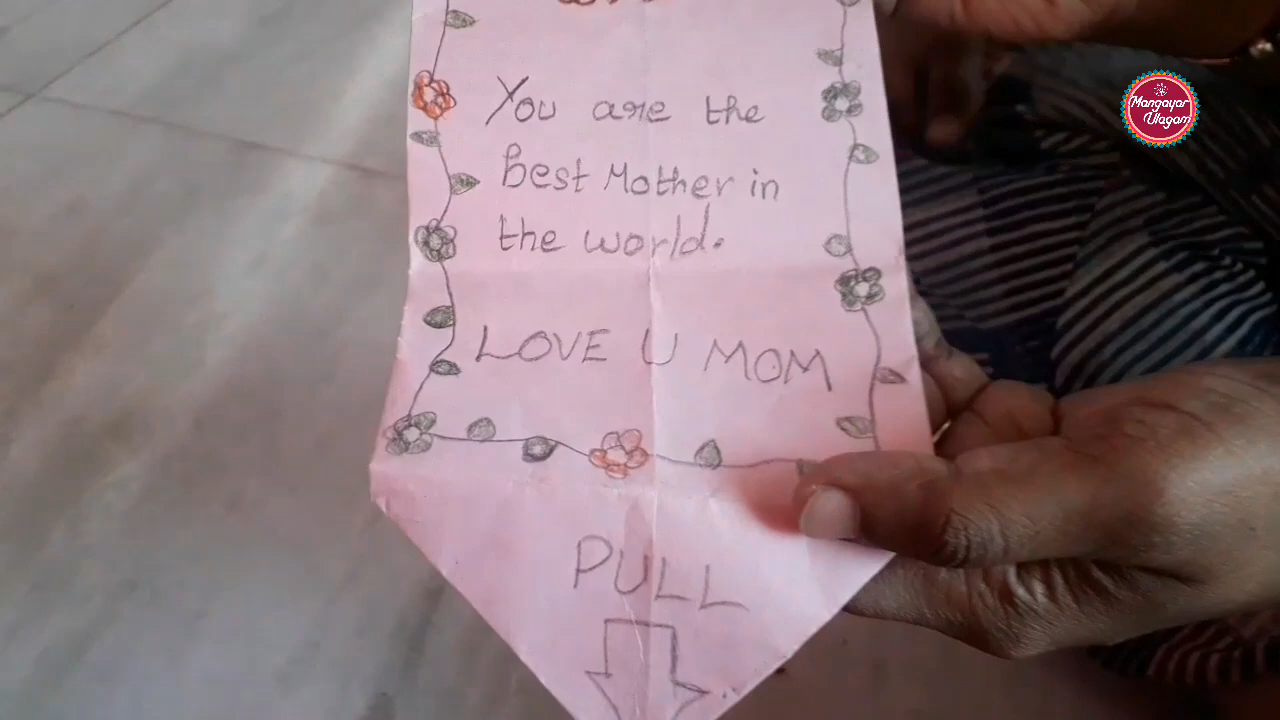 You are the
Best Mother in
the world.
LOVE U MOM
PULL
Mangayar
Ulagam